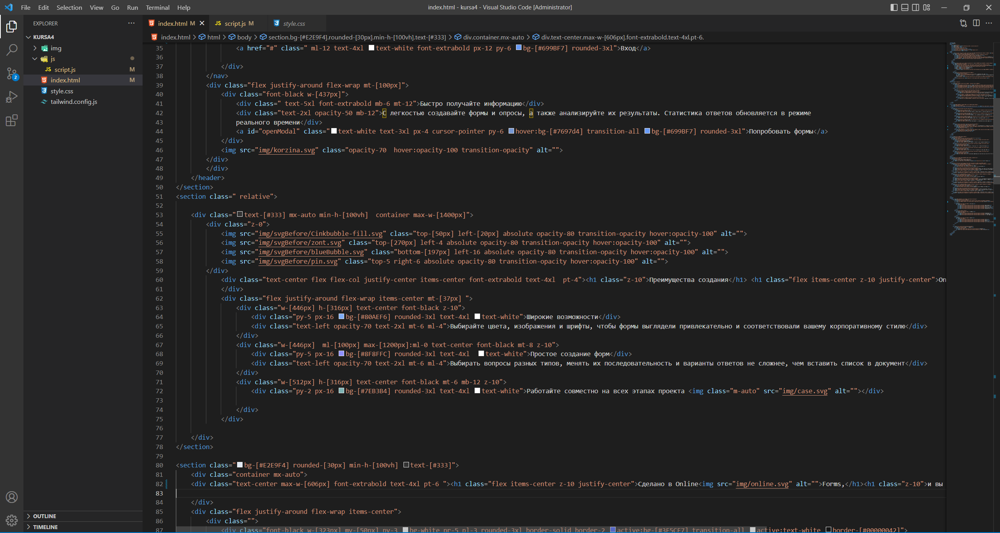 File Edit Selection View Go Run Terminal Help
index.html - kursa4 - Visual Studio Code [Administrator]
EXPLORER
index.html M
JS script.js M
style.css
KURSA4
index.html > html > body > section.bg-[#E2E9F4].rounded-[30px].min-h-[100vh].text-[#333] > div.container.mx-auto > div.text-center.max-w-[606px].font-extrabold.text-4xl.pt-6.
img
js
JS script.js M
index.html M
style.css
tailwind.config.js
2
OUTLINE
TIMELINE
35 <a href="#" class=" ml-12 text-4xl text-white font-extrabold px-12 py-6 bg-[#699BF7] rounded-3xl">Вход</a>
36
37 </div>
38 </nav>
39 <div class="flex justify-around flex-wrap mt-[100px]">
40 <div class="font-black w-[437px]">
41 <div class=" text-5xl font-extrabold mb-6 mt-12">Быстро получайте информацию</div>
42 <div class="text-2xl opacity-50 mb-12">С легкостью создавайте формы и опросы, а также анализируйте их результаты. Статистика ответов обновляется в режиме
43 реального времени</div>
44 <a id="openModal" class="text-white text-3xl px-4 cursor-pointer py-6 hover:bg-[#7697d4] transition-all bg-[#699BF7] rounded-3xl">Попробовать формы</a>
45 </div>
46 <img src="img/korzina.svg" class="opacity-70  hover:opacity-100 transition-opacity" alt="">
47 </div>
48 </div>
49 </header>
50 </section>
51 <section class=" relative">
52
53 <div class="text-[#333] mx-auto min-h-[100vh]  container max-w-[1400px]">
54 <div class="z-0">
55 <img src="img/svgBefore/Cinkbubble-fill.svg" class="top-[50px] left-[20px] absolute opacity-80 transition-opacity hover:opacity-100" alt="">
56 <img src="img/svgBefore/zont.svg" class="top-[270px] left-4 absolute opacity-80 transition-opacity hover:opacity-100" alt="">
57 <img src="img/svgBefore/blueBubble.svg" class="bottom-[197px] left-16 absolute opacity-80 transition-opacity hover:opacity-100" alt="">
58 <img src="img/svgBefore/pin.svg" class="top-5 right-6 absolute opacity-80 transition-opacity hover:opacity-100" alt="">
59 </div>
60 <div class="text-center flex flex-col justify-center items-center font-extrabold text-4xl  pt-4"><h1 class="z-10">Преимущества создания</h1> <h1 class="flex items-center z-10 justify-center">On
61 </div>
62 <div class="flex justify-around flex-wrap items-center mt-[37px] ">
63 <div class="w-[446px] h-[316px] text-center font-black z-10">
64 <div class="py-5 px-16 bg-[#80AEF6] rounded-3xl text-4xl text-white">Широкие возможности</div>
65 <div class="text-left opacity-70 text-2xl mt-6 ml-4">Выбирайте цвета, изображения и шрифты, чтобы формы выглядели привлекательно и соответствовали вашему корпоративному стилю</div>
66 </div>
67 <div class="w-[446px]  ml-[100px] max-[1200px]:ml-0 text-center font-black mt-8 z-10">
68 <div class="py-5 px-16 bg-[#8F8FFC] rounded-3xl text-4xl  text-white">Простое создание форм</div>
69 <div class="text-left opacity-70 text-2xl mt-6 ml-4">Выбирать вопросы разных типов, менять их последовательность и варианты ответов не сложнее, чем вставить список в документ</div>
70 </div>
71 <div class="w-[512px] h-[316px] text-center font-black mt-6 mb-12 z-10">
72 <div class="py-2 px-16 bg-[#7EB3B4] rounded-3xl text-4xl text-white">Работайте совместно на всех этапах проекта <img class="m-auto" src="img/case.svg" alt=""></div>
73
74 </div>
75 </div>
76
77 </div>
78 </section>
79
80 <section class="bg-[#E2E9F4] rounded-[30px] min-h-[100vh] text-[#333]">
81 <div class="container mx-auto">
82 <div class="text-center max-w-[606px] font-extrabold text-4xl pt-6 "><h1 class="flex items-center z-10 justify-center">Сделано в Online<img src="img/online.svg" alt="">Forms,</h1><h1 class="z-10">и вы
83
84 </div>
85 <div class="flex justify-around flex-wrap items-center">
86 <div class="">
87 <div class="font-black w-[323px] my-[50px] py-3 bg-white pr-5 pl-3 rounded-3xl border-solid border-2 active:bg-[#3F5CF7] transition-all active:text-white border-[#00000042]">